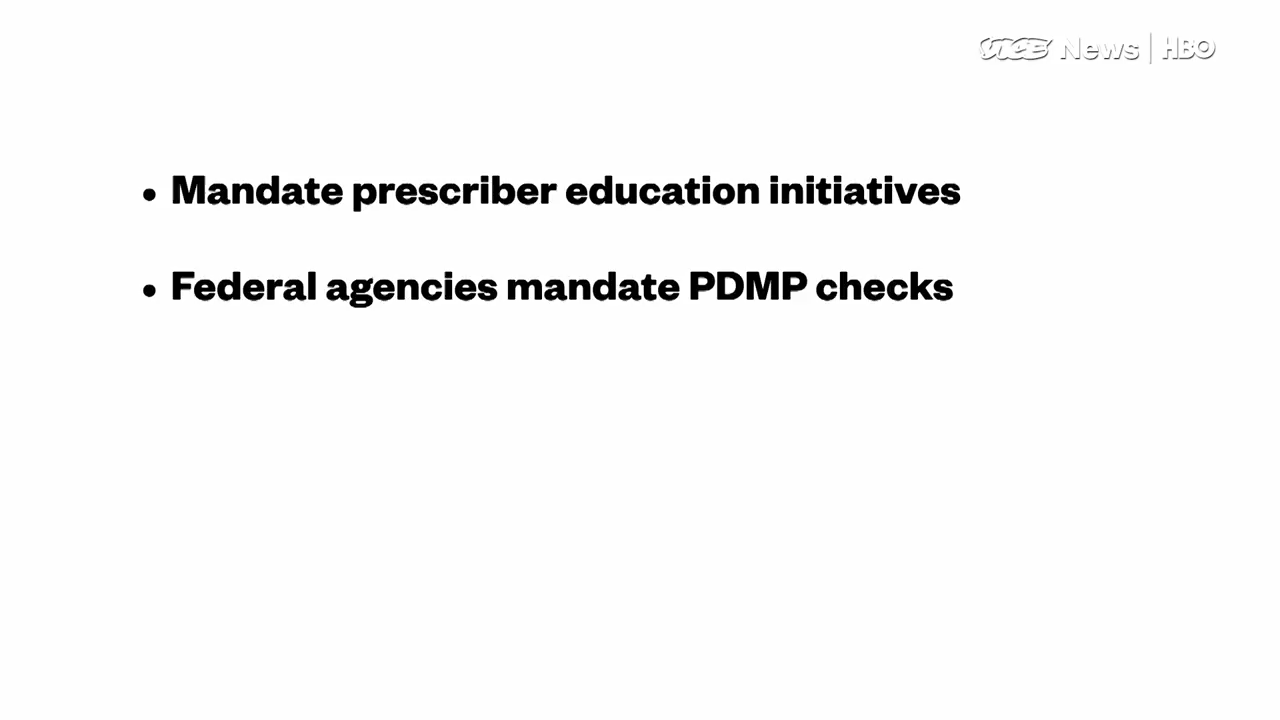 VICE News | HBO
• Mandate prescriber education initiatives
• Federal agencies mandate PDMP checks